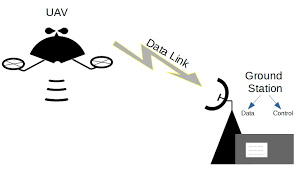 UAV
Data Link
Ground
Station
Data
Control